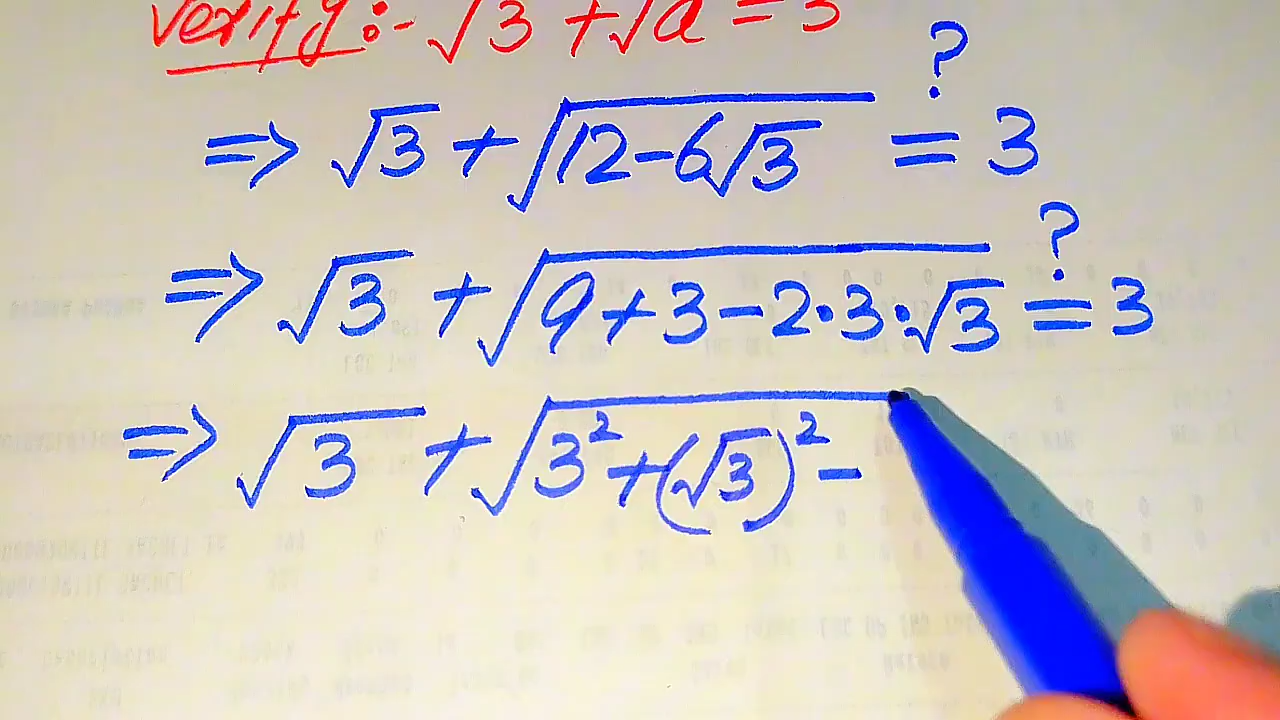 Verify:- √3 + √a = 3
?
=> √3 + √(12-6√3) = 3
?
=> √3 + √(9+3-2·3·√3) = 3
=> √3 + √(3²+(√3)²-